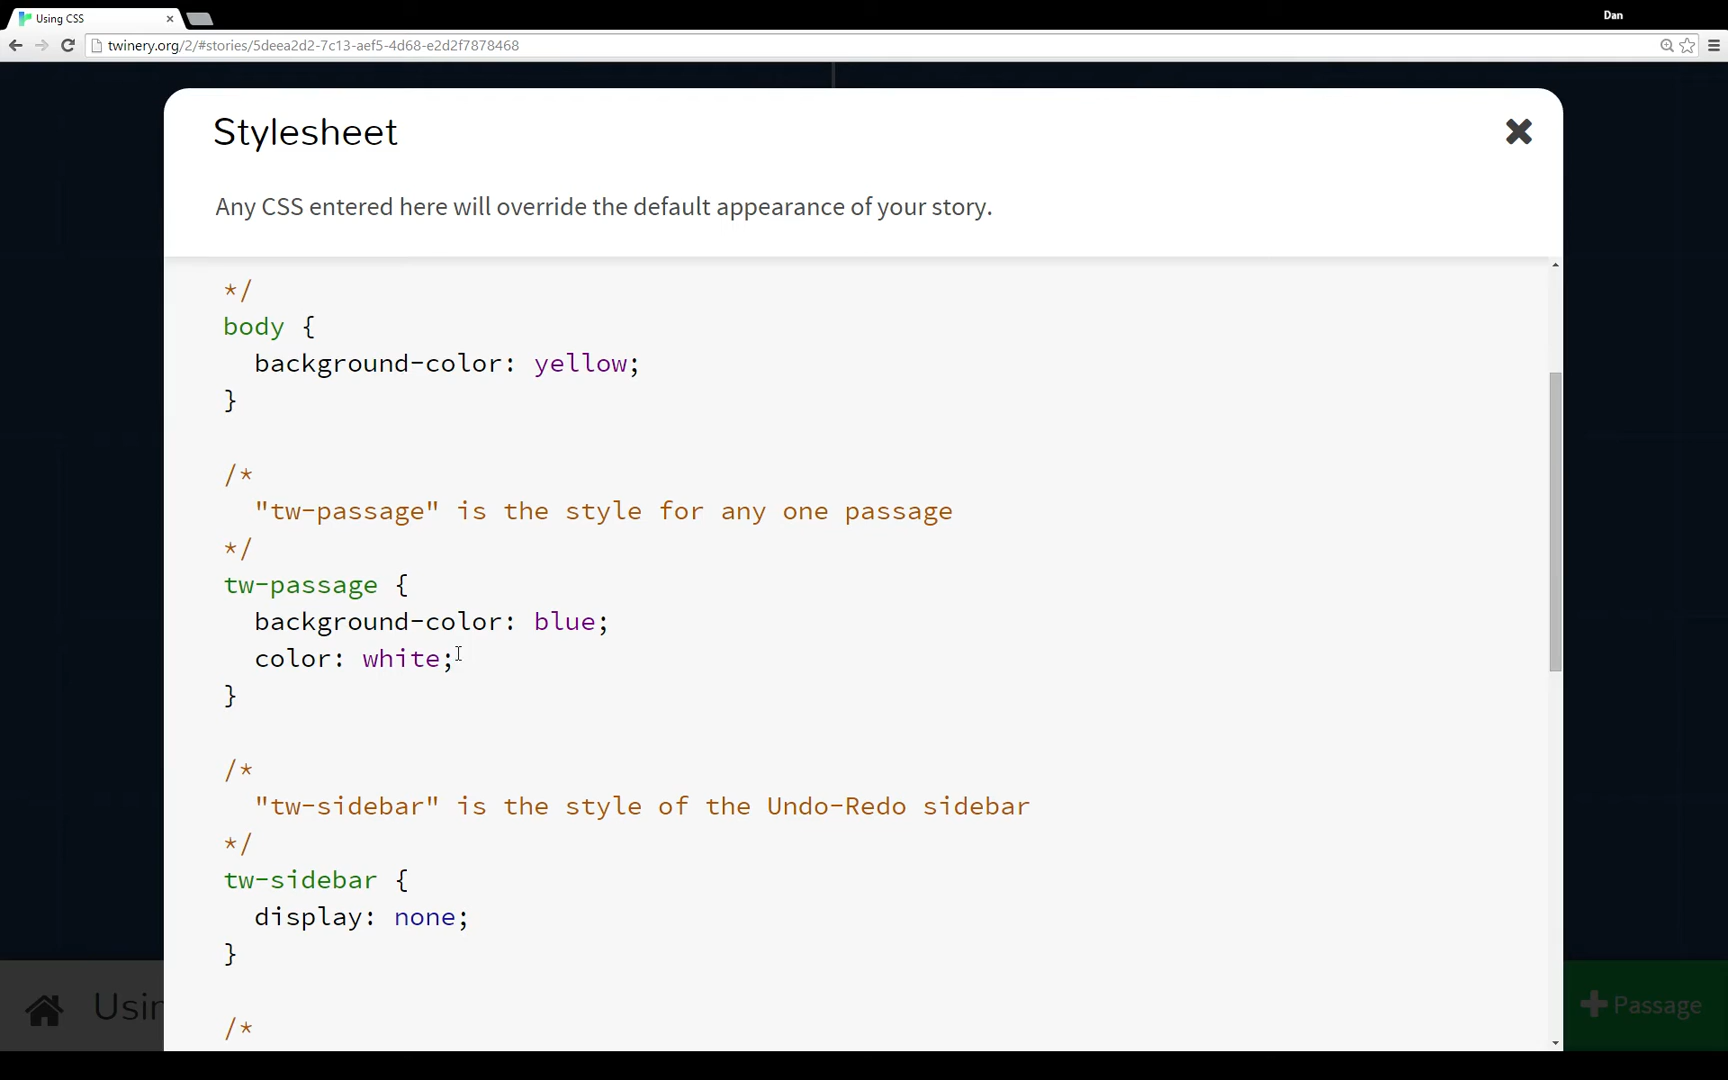 Using CSS
Dan
twinery.org/2/#stories/5deea2d2-7c13-aef5-4d68-e2d2f7878468
Stylesheet
Any CSS entered here will override the default appearance of your story.
*/
body {
  background-color: yellow;
}
/*
  "tw-passage" is the style for any one passage
*/
tw-passage {
  background-color: blue;
  color: white;
}
/*
  "tw-sidebar" is the style of the Undo-Redo sidebar
*/
tw-sidebar {
  display: none;
}
/*
Usin
Passage